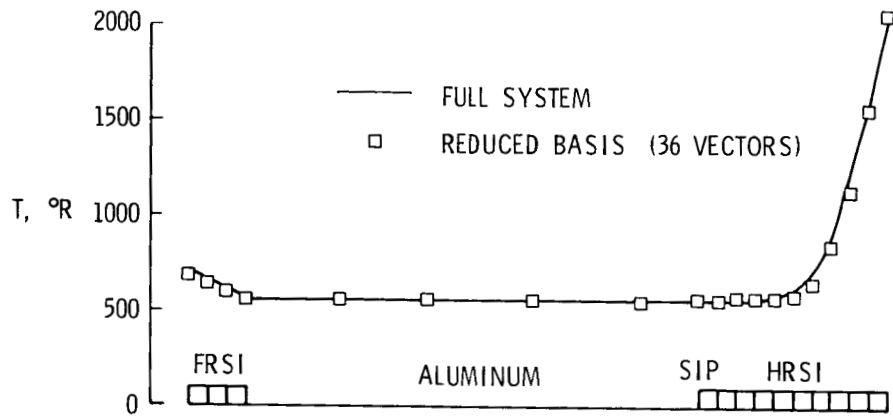 2000
FULL SYSTEM
1500
REDUCED BASIS (36 VECTORS)
T, °R
1000
500
FRSI
ALUMINUM
SIP
HRSI
0